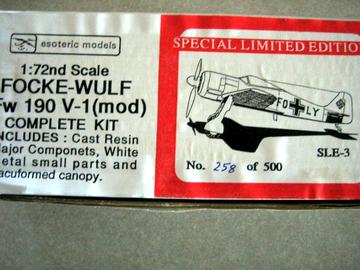 esoteric models
1:72nd Scale
FOCKE-WULF
Fw 190 V-1(mod)
COMPLETE KIT
INCLUDES : Cast Resin
Major Componets, White
metal small parts and
vacuformed canopy.
SPECIAL LIMITED EDITION
FO LY
SLE-3
No. 258 of 500